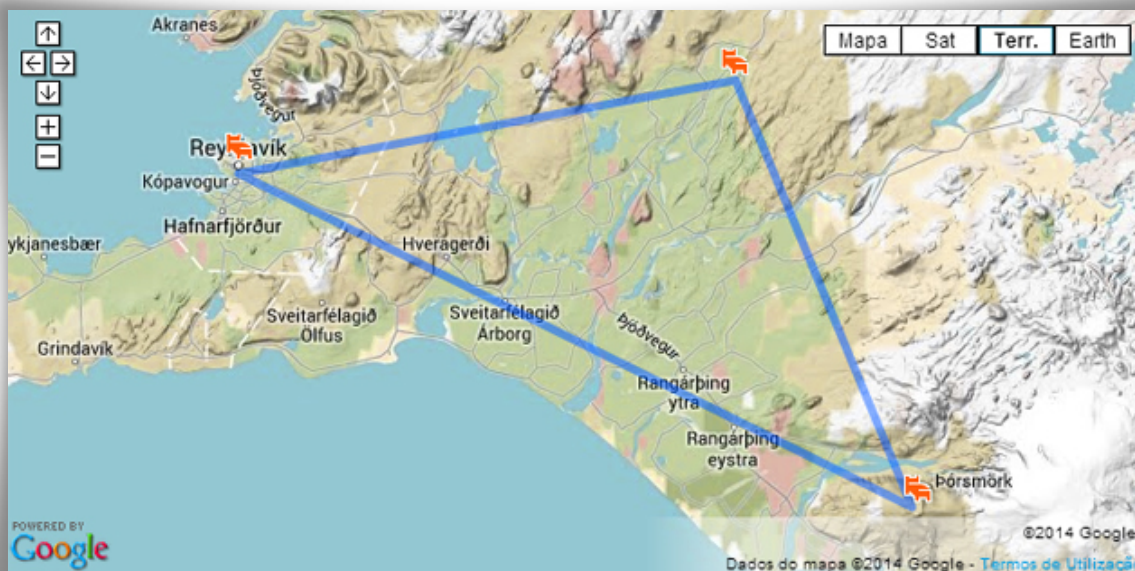 Akranes
Mapa
Sat
Terr.
Earth
Þjóðvegur
Kópavogur
Hafnarfjörður
Hveragerði
ykjanesbær
Sveitarfélagið
Ölfus
Sveitarfélagið
Árborg
Þjóðvegur
Grindavík
Rangárþing
ytra
Rangárþing
eystra
Þórsmörk
POWERED BY
Google
©2014 Google
Dados do mapa ©2014 Google - Termos de Utilizaçã